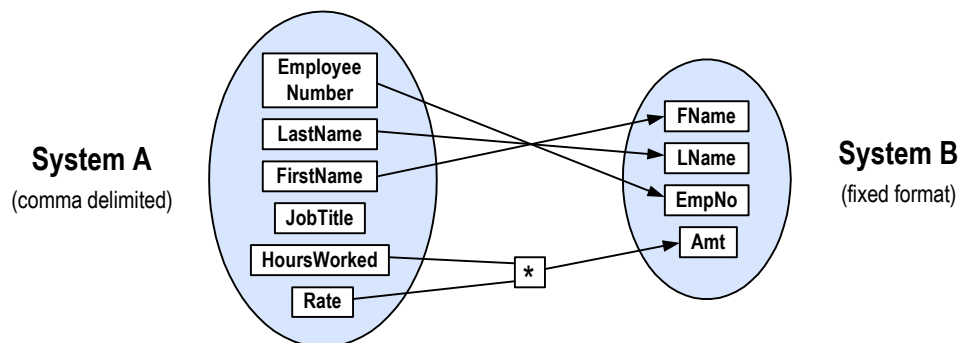 System A
(comma delimited)
Employee
Number
LastName
FirstName
JobTitle
HoursWorked
Rate
*
FName
LName
EmpNo
Amt
System B
(fixed format)